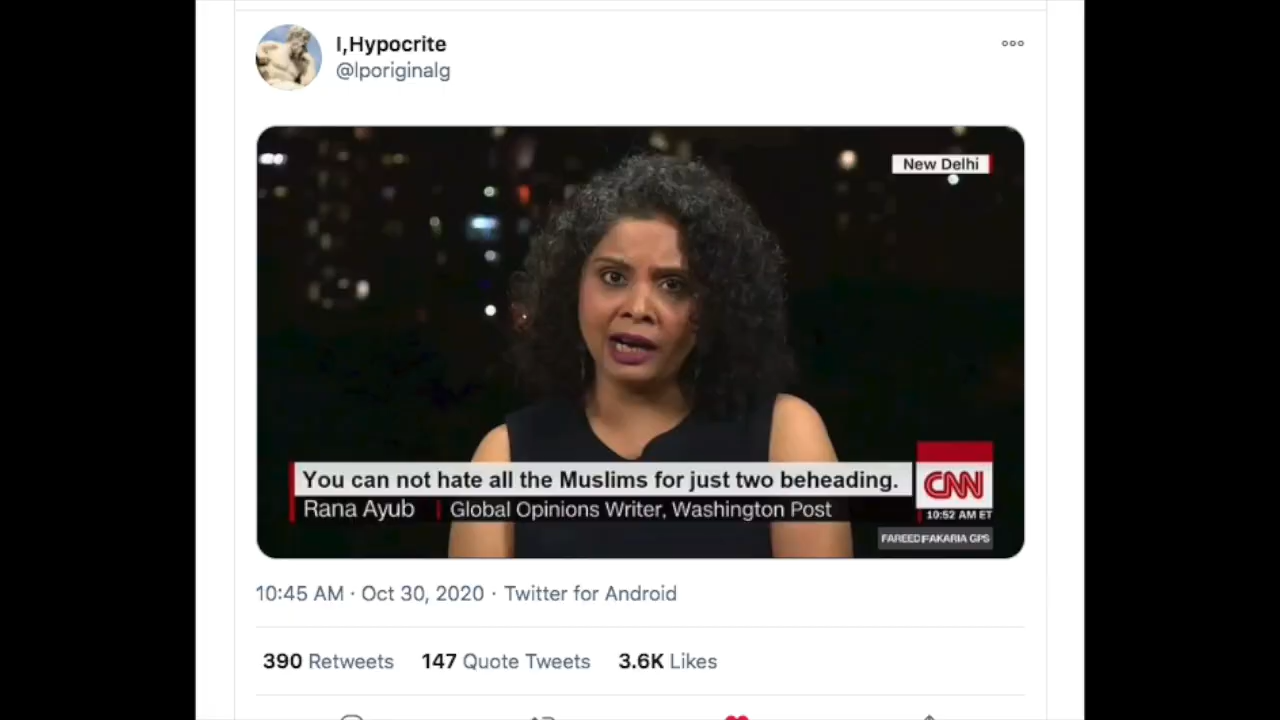 I,Hypocrite
@lporiginalg
New Delhi
You can not hate all the Muslims for just two beheading.
Rana Ayub | Global Opinions Writer, Washington Post
CNN
10:52 AM ET
FAREED FAKARIA GPS
10:45 AM · Oct 30, 2020 · Twitter for Android
390 Retweets 147 Quote Tweets 3.6K Likes